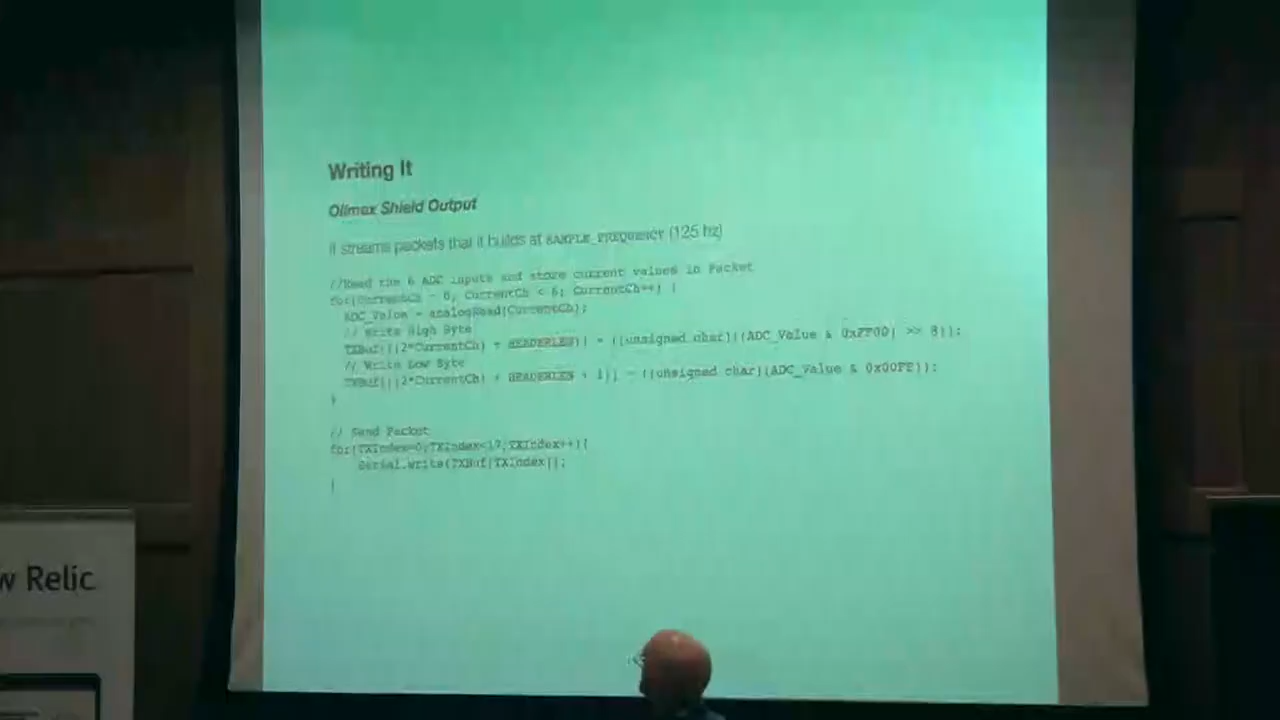 Writing It
Olimex Shield Output
It streams packets that it builds at SAMPLE_FREQUENCY (125 hz)
//Read the 6 ADC inputs and store current values in Packet
for(CurrentCh = 0; CurrentCh < 6; CurrentCh++) {
ADC_Value = analogRead(CurrentCh);
// Write High Byte
TXBuf[((2*CurrentCh) + HEADERLEN)] = ((unsigned char)((ADC_Value & 0xFF00) >> 8));
// Write Low Byte
TXBuf[((2*CurrentCh) + HEADERLEN + 1)] = ((unsigned char)(ADC_Value & 0x00FF));
}
// Send Packet
for(TXIndex=0;TXIndex<17;TXIndex++){
Serial.write(TXBuf[TXIndex]);
}
w Relic